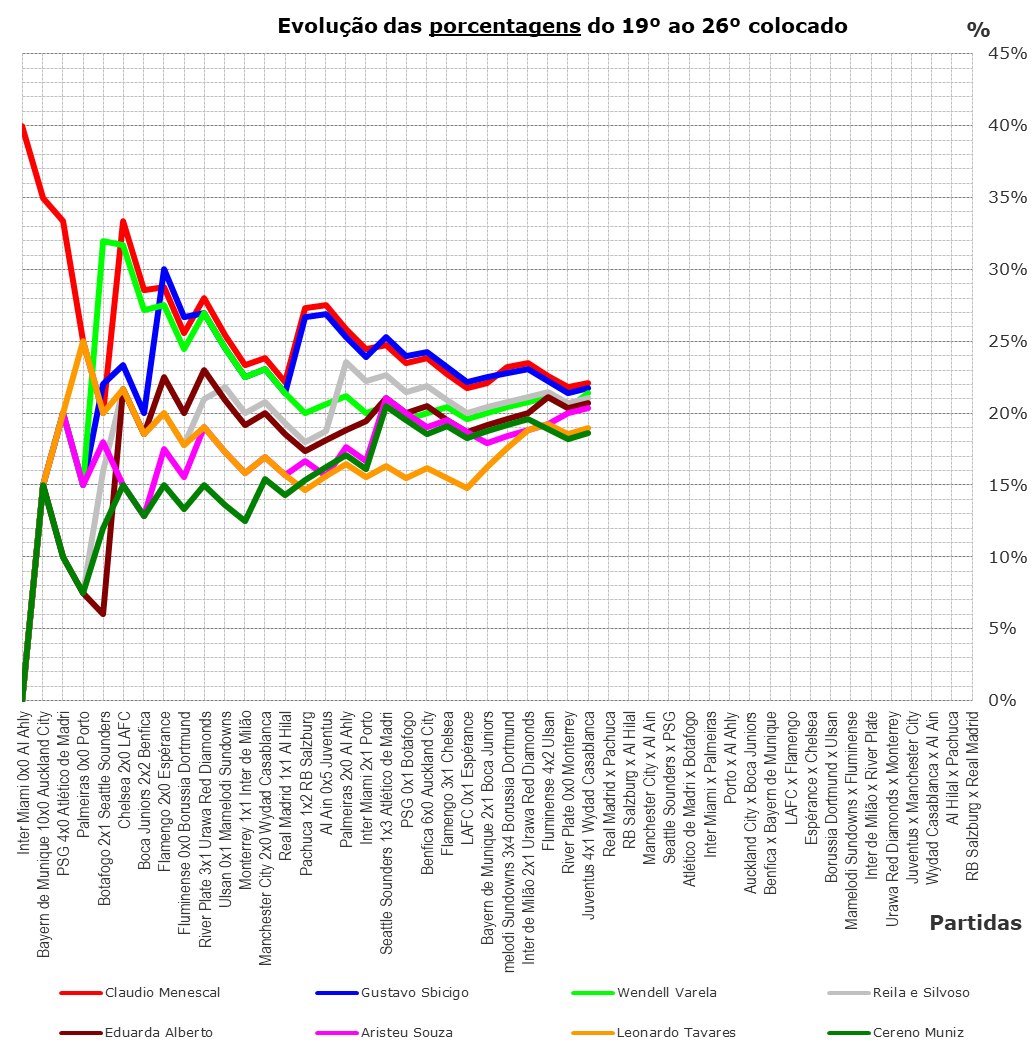 Evolução das porcentagens do 19º ao 26º colocado
%
45%
40%
35%
30%
25%
20%
15%
10%
5%
0%
Inter Miami 0x0 Al Ahly
Bayern de Munique 10x0 Auckland City
PSG 4x0 Atlético de Madri
Palmeiras 0x0 Porto
Botafogo 2x1 Seattle Sounders
Chelsea 2x0 LAFC
Boca Juniors 2x2 Benfica
Flamengo 2x0 Espérance
Fluminense 0x0 Borussia Dortmund
River Plate 3x1 Urawa Red Diamonds
Ulsan 0x1 Mamelodi Sundowns
Monterrey 1x1 Inter de Milão
Manchester City 2x0 Wydad Casablanca
Real Madrid 1x1 Al Hilal
Pachuca 1x2 RB Salzburg
Al Ain 0x5 Juventus
Palmeiras 2x0 Al Ahly
Inter Miami 2x1 Porto
Seattle Sounders 1x3 Atlético de Madri
PSG 0x1 Botafogo
Benfica 6x0 Auckland City
Flamengo 3x1 Chelsea
LAFC 0x1 Espérance
Bayern de Munique 2x1 Boca Juniors
melodi Sundowns 3x4 Borussia Dortmund
Inter de Milão 2x1 Urawa Red Diamonds
Fluminense 4x2 Ulsan
River Plate 0x0 Monterrey
Juventus 4x1 Wydad Casablanca
Real Madrid x Pachuca
RB Salzburg x Al Hilal
Manchester City x Al Ain
Seattle Sounders x PSG
Atlético de Madri x Botafogo
Inter Miami x Palmeiras
Porto x Al Ahly
Auckland City x Boca Juniors
Benfica x Bayern de Munique
LAFC x Flamengo
Espérance x Chelsea
Borussia Dortmund x Ulsan
Mamelodi Sundowns x Fluminense
Inter de Milão x River Plate
Urawa Red Diamonds x Monterrey
Juventus x Manchester City
Wydad Casablanca x Al Ain
Al Hilal x Pachuca
RB Salzburg x Real Madrid
Partidas
Claudio Menescal
Gustavo Sbicigo
Wendell Varela
Reila e Silvoso
Eduarda Alberto
Aristeu Souza
Leonardo Tavares
Cereno Muniz